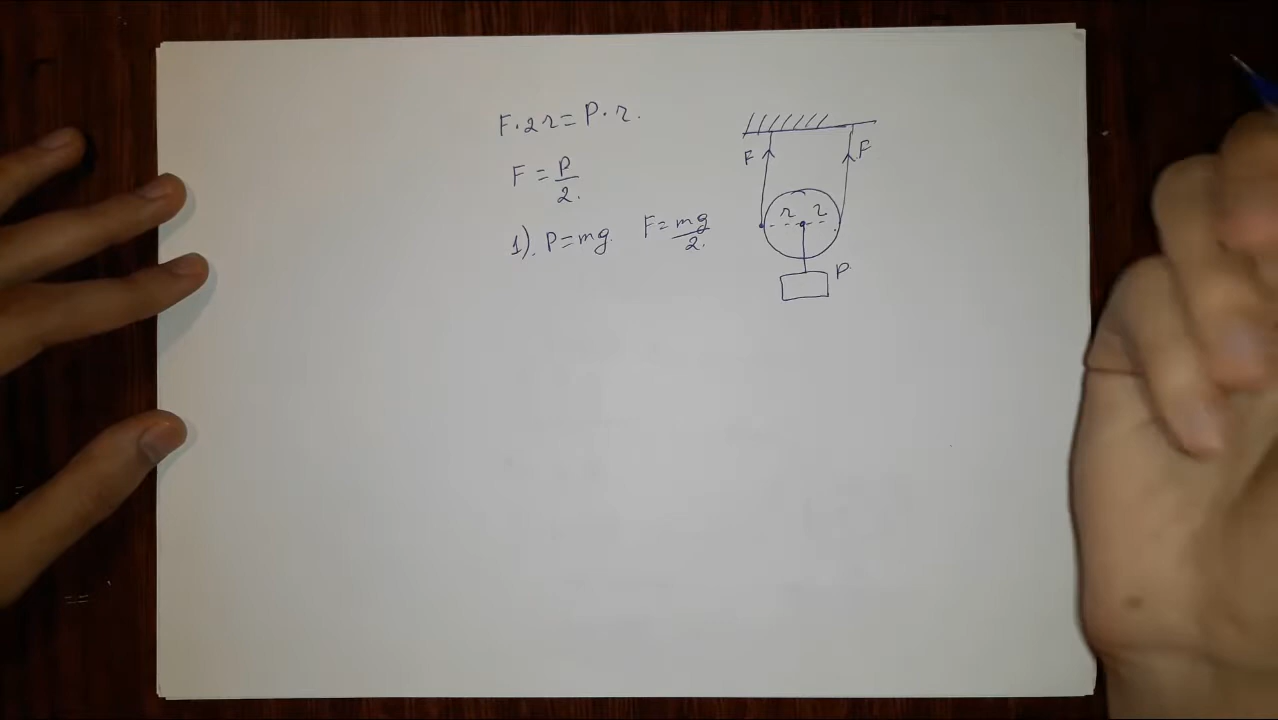 F·2r=P·r.
F=P/2.
1). P=mg. F=mg/2.
F F
r r
P